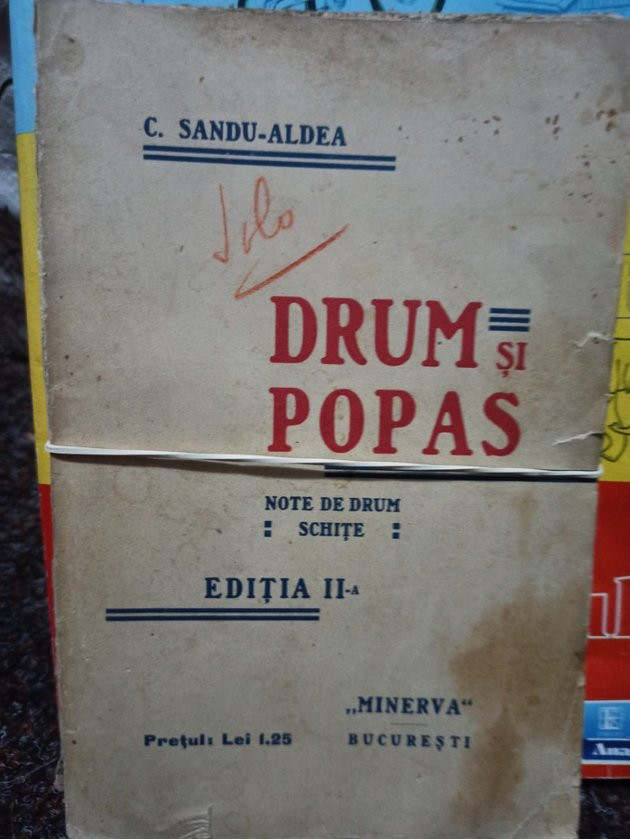 C. SANDU-ALDEA
DRUM ȘI
POPAS
NOTE DE DRUM
SCHIȚE
EDIȚIA II-A
„MINERVA“
Prețul: Lei 1.25 BUCUREȘTI